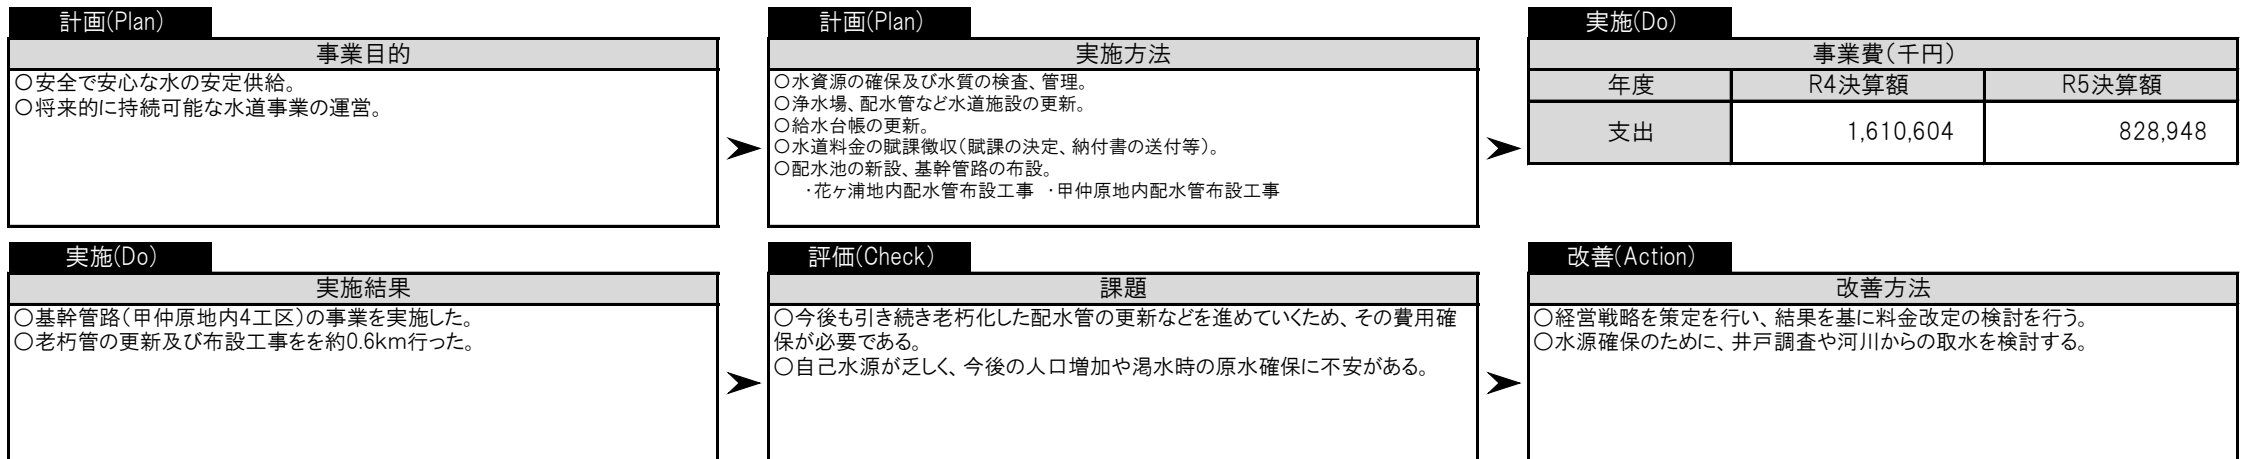 計画(Plan)
事業目的
○安全で安心な水の安定供給。
○将来的に持続可能な水道事業の運営。
計画(Plan)
実施方法
○水資源の確保及び水質の検査、管理。
○浄水場、配水管など水道施設の更新。
○給水台帳の更新。
○水道料金の賦課徴収(賦課の決定、納付書の送付等)。
○配水池の新設、基幹管路の布設。
・花ヶ浦地内配水管布設工事 ・甲仲原地内配水管布設工事
実施(Do)
事業費(千円)
年度 R4決算額 R5決算額
支出 1,610,604 828,948
実施(Do)
実施結果
○基幹管路(甲仲原地内4工区)の事業を実施した。
○老朽管の更新及び布設工事をを約0.6km行った。
評価(Check)
課題
○今後も引き続き老朽化した配水管の更新などを進めていくため、その費用確
保が必要である。
○自己水源が乏しく、今後の人口増加や渇水時の原水確保に不安がある。
改善(Action)
改善方法
○経営戦略を策定を行い、結果を基に料金改定の検討を行う。
○水源確保のために、井戸調査や河川からの取水を検討する。